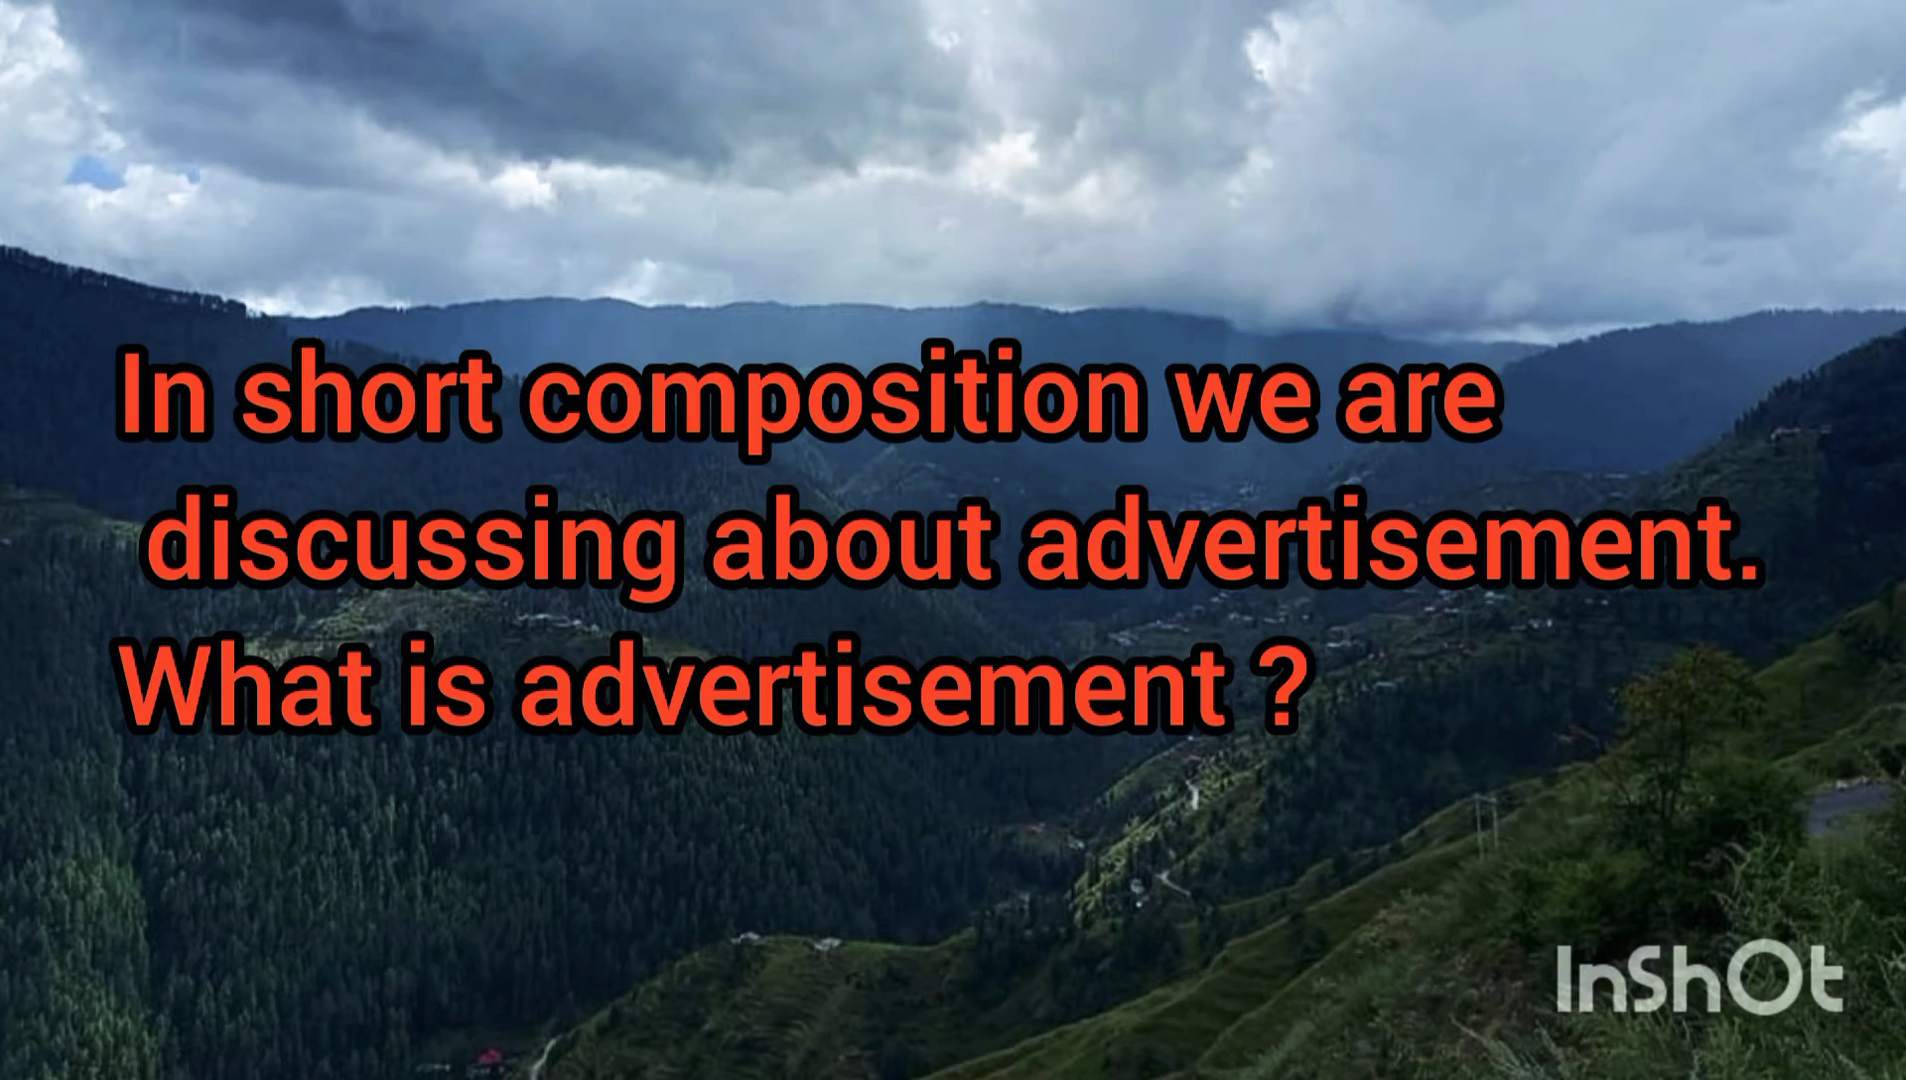 In short composition we are
discussing about advertisement.
What is advertisement ?
InShOt